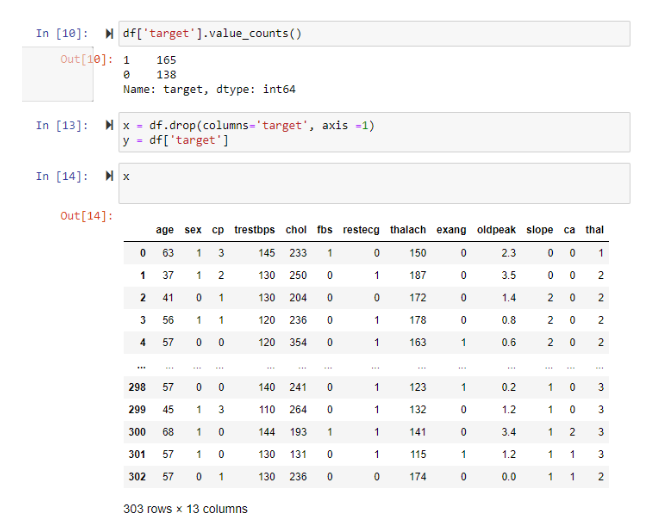 In [10]: df['target'].value_counts()
Out[10]: 1 165
0 138
Name: target, dtype: int64
In [13]: x = df.drop(columns='target', axis =1)
y = df['target']
In [14]: x
Out[14]:
age sex cp trestbps chol fbs restecg thalach exang oldpeak slope ca thal
0 63 1 3 145 233 1 0 150 0 2.3 0 0 1
1 37 1 2 130 250 0 1 187 0 3.5 0 0 2
2 41 0 1 130 204 0 0 172 0 1.4 2 0 2
3 56 1 1 120 236 0 1 178 0 0.8 2 0 2
4 57 0 0 120 354 0 1 163 1 0.6 2 0 2
... ... ... ... ... ... ... ... ... ... ... ... ... ...
298 57 0 0 140 241 0 1 123 1 0.2 1 0 3
299 45 1 3 110 264 0 1 132 0 1.2 1 0 3
300 68 1 0 144 193 1 1 141 0 3.4 1 2 3
301 57 1 0 130 131 0 1 115 1 1.2 1 1 3
302 57 0 1 130 236 0 0 174 0 0.0 1 1 2
303 rows × 13 columns